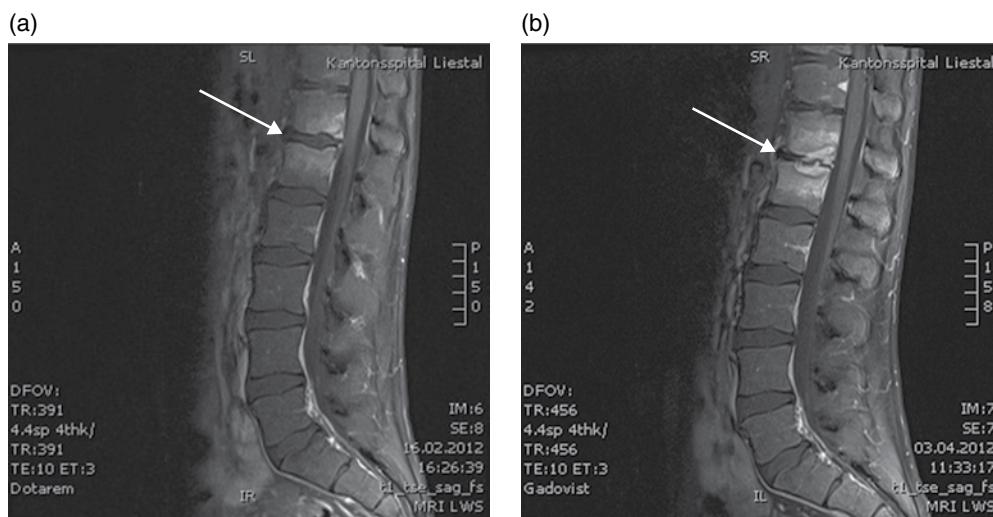 (a)
SL
Kantonsspital Liestal
A
1
5
0
P
1
5
0
DFOV:
TR:391
4.4sp 4thk/
TR:391
TE:10 ET:3
Dotarem
IR
IM:6
SE:8
16.02.2012
16:26:39
t1_tse_sag_fs
MRI LWS
(b)
SR
Kantonsspital Liestal
A
1
4
2
P
1
5
8
DFOV:
TR:456
4.4sp 4thk/
TR:456
TE:10 ET:3
Gadovist
IL
IM:7
SE:7
03.04.2012
11:33:17
t1_tse_sag_fs
MRI LWS